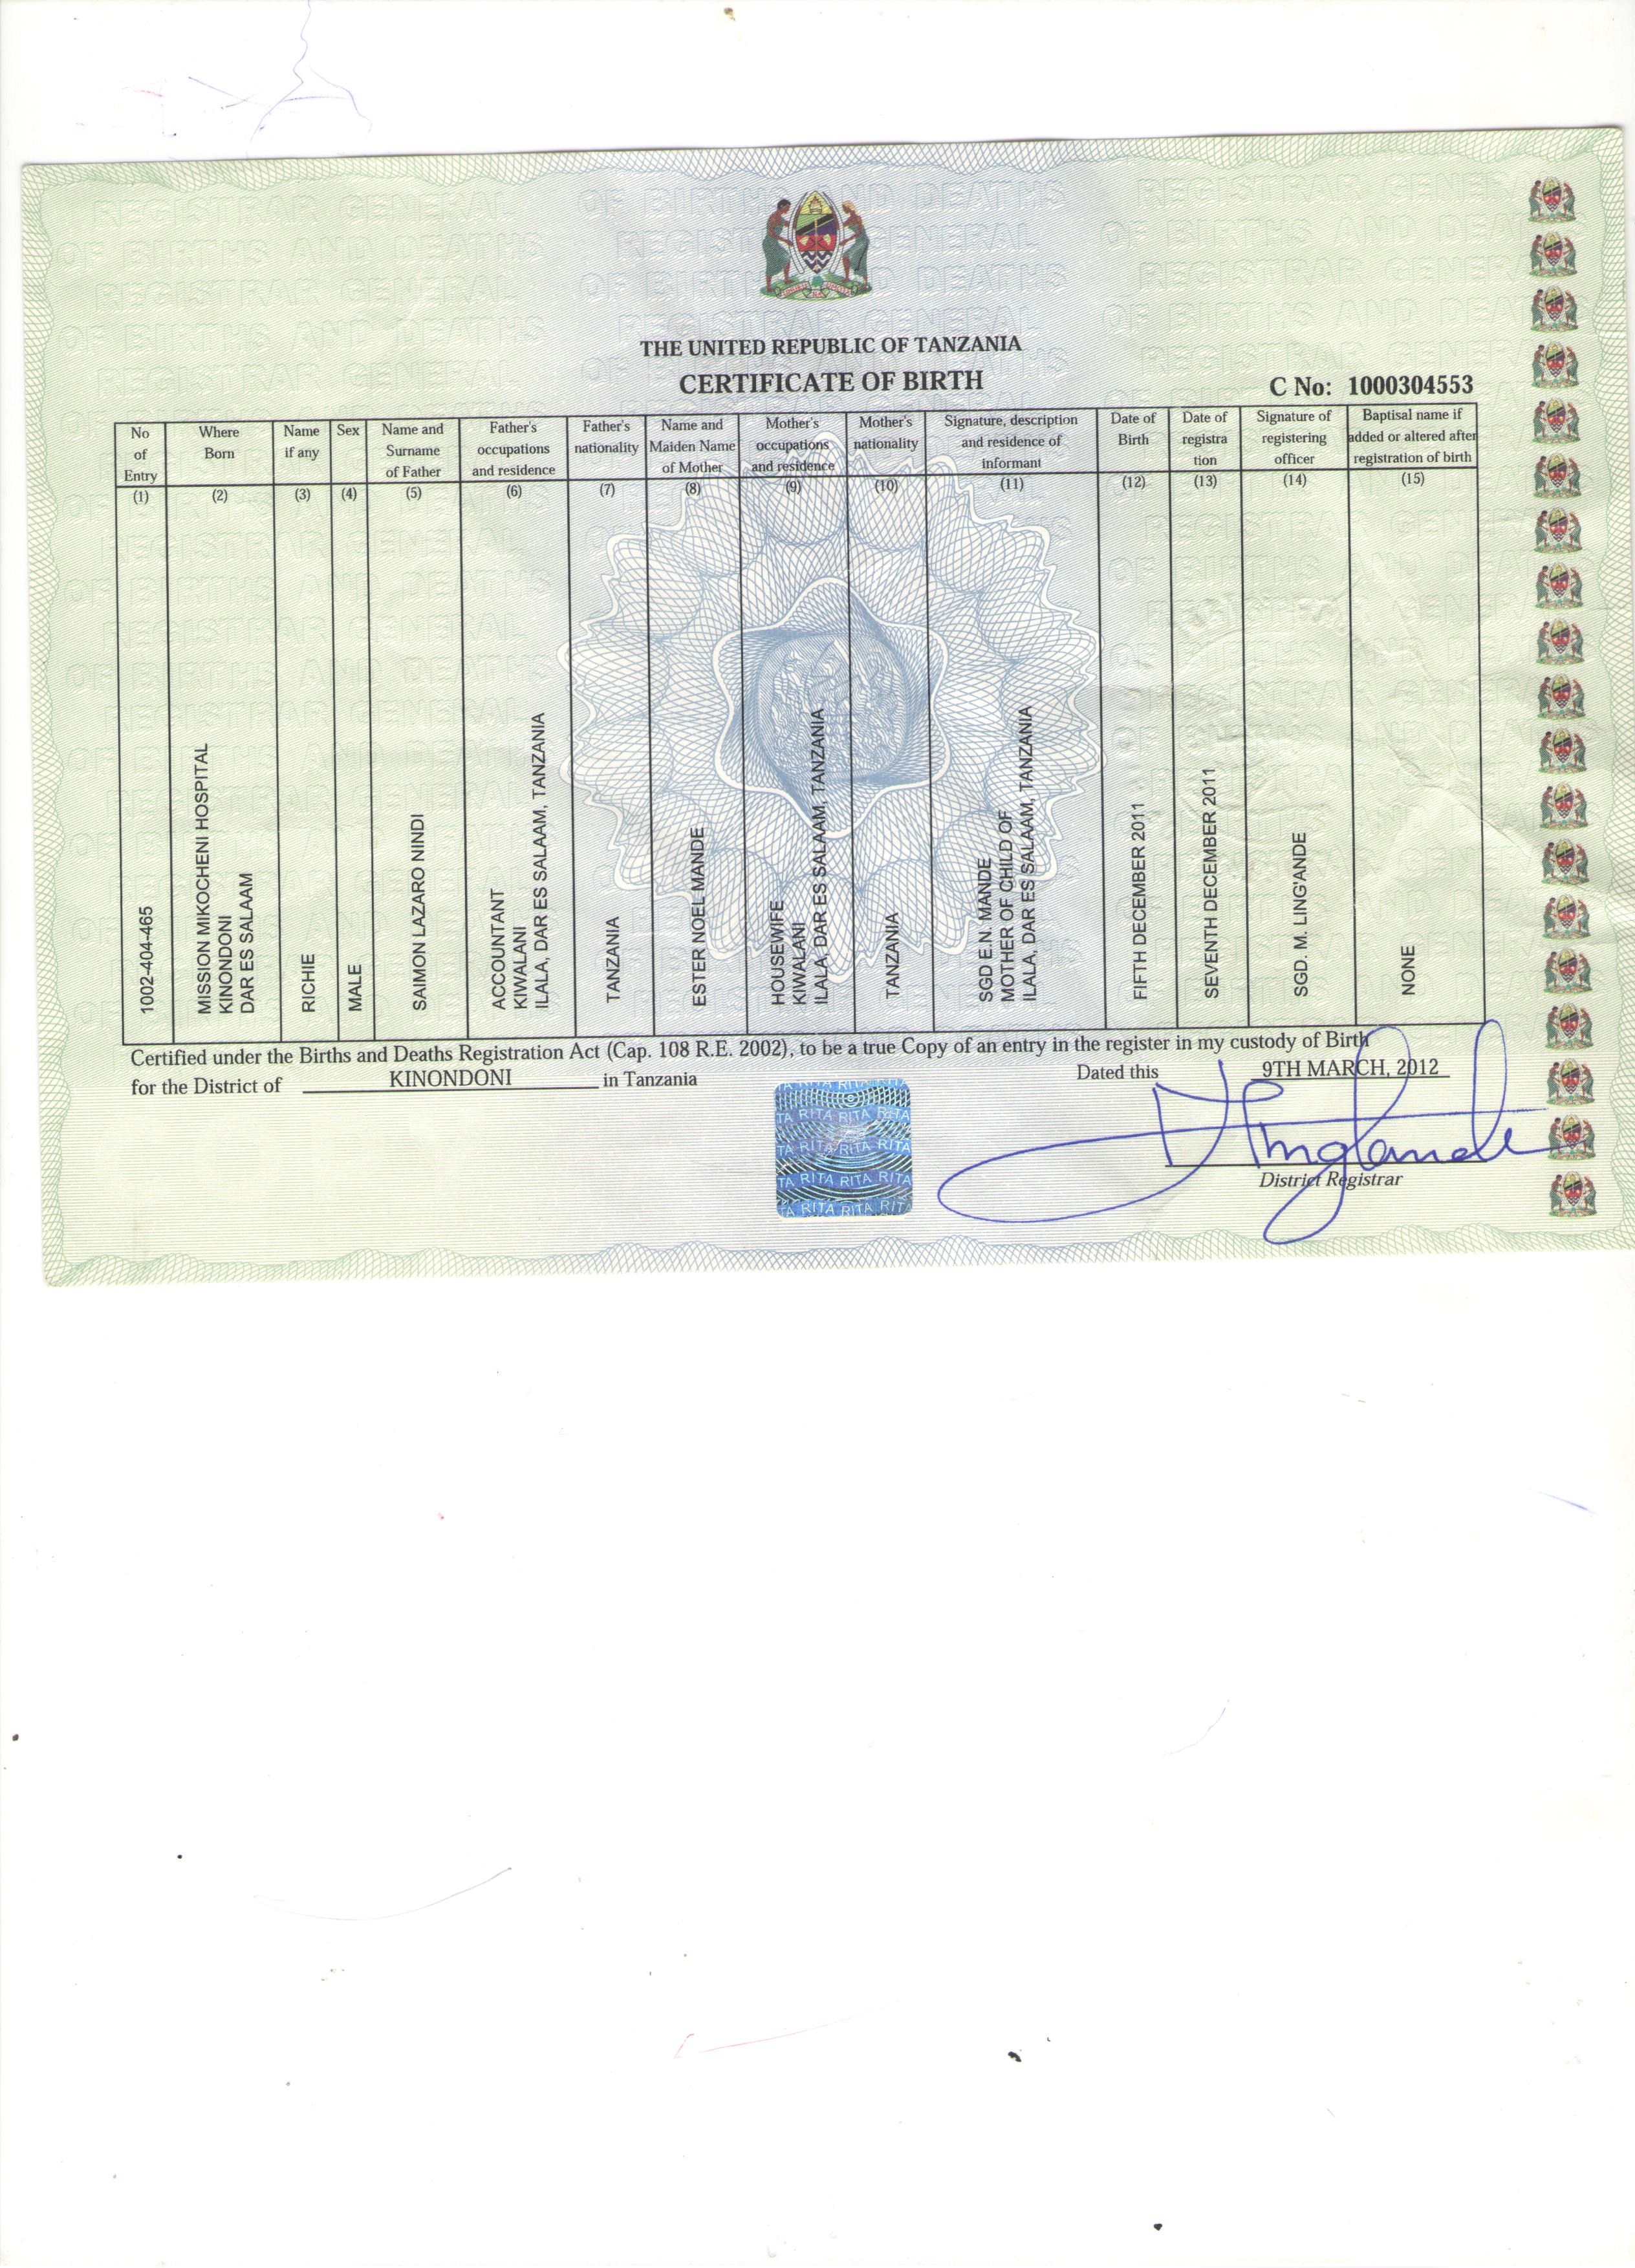 THE UNITED REPUBLIC OF TANZANIA
CERTIFICATE OF BIRTH
C No: 1000304553
No of Entry
(1)
1002-404-465
Where Born
(2)
MISSION MIKOCHENI HOSPITAL
KINONDONI
DAR ES SALAAM
Name if any
(3)
RICHIE
Sex
(4)
MALE
Name and Surname of Father
(5)
SAIMON LAZARO NINDI
Father's occupations and residence
(6)
ACCOUNTANT
KIWALANI
ILALA, DAR ES SALAAM, TANZANIA
Father's nationality
(7)
TANZANIA
Name and Maiden Name of Mother
(8)
ESTER NOEL MANDE
Mother's occupations and residence
(9)
HOUSEWIFE
KIWALANI
ILALA, DAR ES SALAAM, TANZANIA
Mother's nationality
(10)
TANZANIA
Signature, description and residence of informant
(11)
SGD E.N. MANDE
MOTHER OF CHILD OF
ILALA, DAR ES SALAAM, TANZANIA
Date of Birth
(12)
FIFTH DECEMBER 2011
Date of registra tion
(13)
SEVENTH DECEMBER 2011
Signature of registering officer
(14)
SGD. M. LING'ANDE
Baptisal name if added or altered after registration of birth
(15)
NONE
Certified under the Births and Deaths Registration Act (Cap. 108 R.E. 2002), to be a true Copy of an entry in the register in my custody of Birth
for the District of KINONDONI in Tanzania
Dated this 9TH MARCH, 2012
District Registrar
RITA RITA RITA